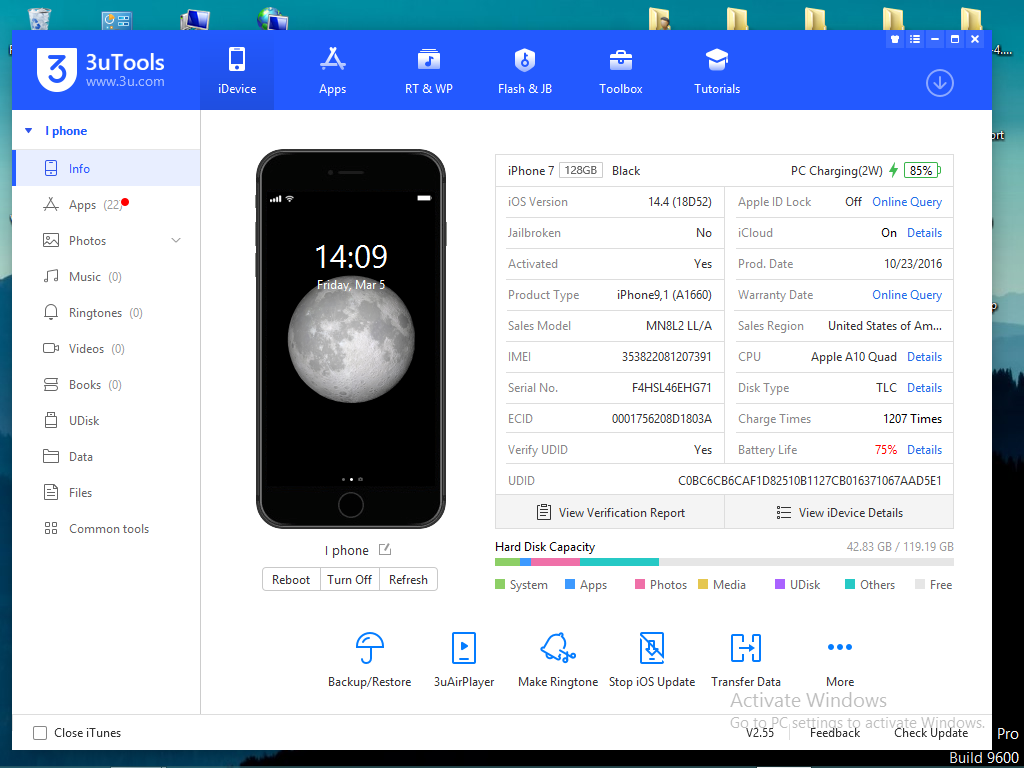 3 3uTools
www.3u.com
iDevice
Apps
RT & WP
Flash & JB
Toolbox
Tutorials
I phone
Info
Apps (22)
Photos
Music (0)
Ringtones (0)
Videos (0)
Books (0)
UDisk
Data
Files
Common tools
14:09
Friday, Mar 5
I phone
Reboot Turn Off Refresh
iPhone 7 128GB Black PC Charging(2W) 85%
iOS Version 14.4 (18D52) Apple ID Lock Off Online Query
Jailbroken No iCloud On Details
Activated Yes Prod. Date 10/23/2016
Product Type iPhone9,1 (A1660) Warranty Date Online Query
Sales Model MN8L2 LL/A Sales Region United States of Am...
IMEI 353822081207391 CPU Apple A10 Quad Details
Serial No. F4HSL46EHG71 Disk Type TLC Details
ECID 0001756208D1803A Charge Times 1207 Times
Verify UDID Yes Battery Life 75% Details
UDID C0BC6CB6CAF1D82510B1127CB016371067AAD5E1
View Verification Report View iDevice Details
Hard Disk Capacity 42.83 GB / 119.19 GB
System Apps Photos Media UDisk Others Free
Backup/Restore 3uAirPlayer Make Ringtone Stop iOS Update Transfer Data More
Activate Windows
Go to PC settings to activate Windows.
Close iTunes V2.55 Feedback Check Update
Pro
Build 9600